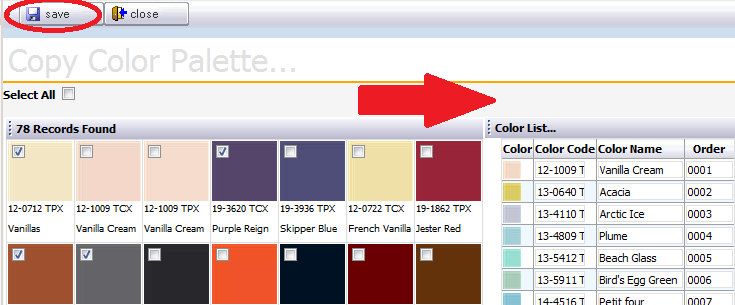 save close
Copy Color Palette...
Select All
78 Records Found
12-0712 TPX 12-1009 TCX 12-1009 TPX 19-3620 TCX 19-3936 TPX 12-0722 TCX 19-1862 TPX
Vanillas Vanilla Cream Vanilla Cream Purple Reign Skipper Blue French Vanilla Jester Red
Color List...
Color Color Code Color Name Order
12-1009 T Vanilla Cream 0001
13-0640 T Acacia 0002
13-4110 T Arctic Ice 0003
13-4809 T Plume 0004
13-5412 T Beach Glass 0005
13-5911 T Bird's Egg Green 0006
14-4516 T Petit four 0007